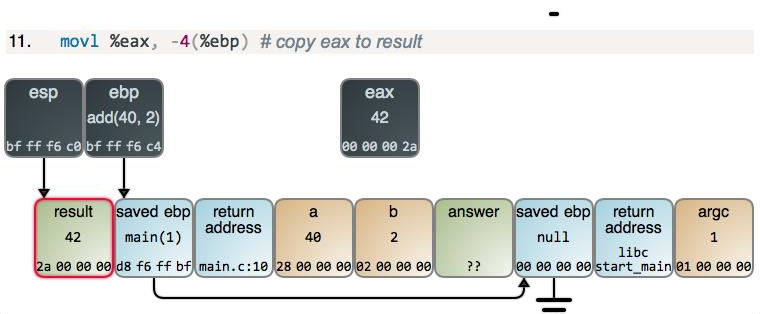 11. movl %eax, -4(%ebp) # copy eax to result
esp
bf ff f6 c0
ebp
add(40, 2)
bf ff f6 c4
eax
42
00 00 00 2a
result
42
2a 00 00 00
saved ebp
main(1)
d8 f6 ff bf
return
address
main.c:10
a
40
28 00 00 00
b
2
02 00 00 00
answer
??
saved ebp
null
00 00 00 00
return
address
libc
start_main
argc
1
01 00 00 00